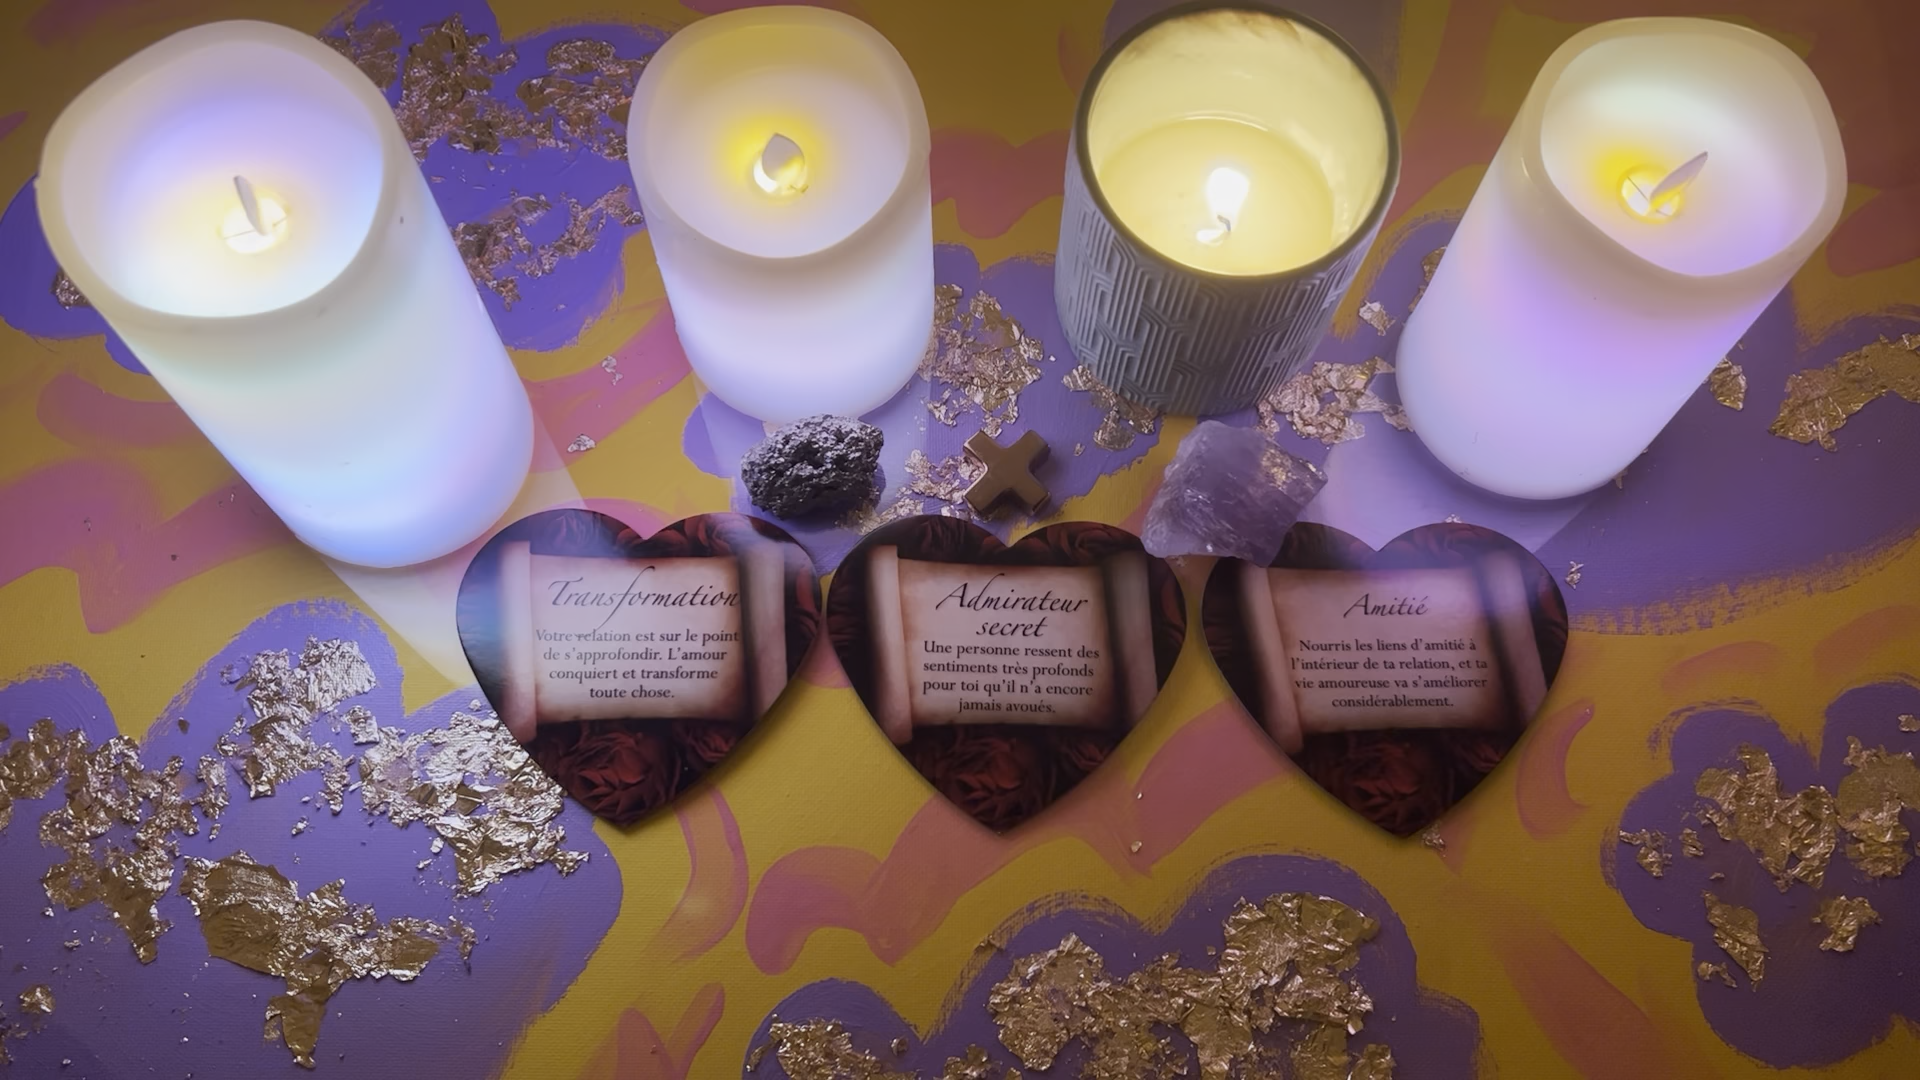 Transformation
Votre relation est sur le point
de s'approfondir. L'amour
conquiert et transforme
toute chose.
Admirateur
secret
Une personne ressent des
sentiments très profonds
pour toi qu'il n'a encore
jamais avoués.
Amitié
Nourris les liens d'amitié à
l'intérieur de ta relation, et ta
vie amoureuse va s'améliorer
considérablement.